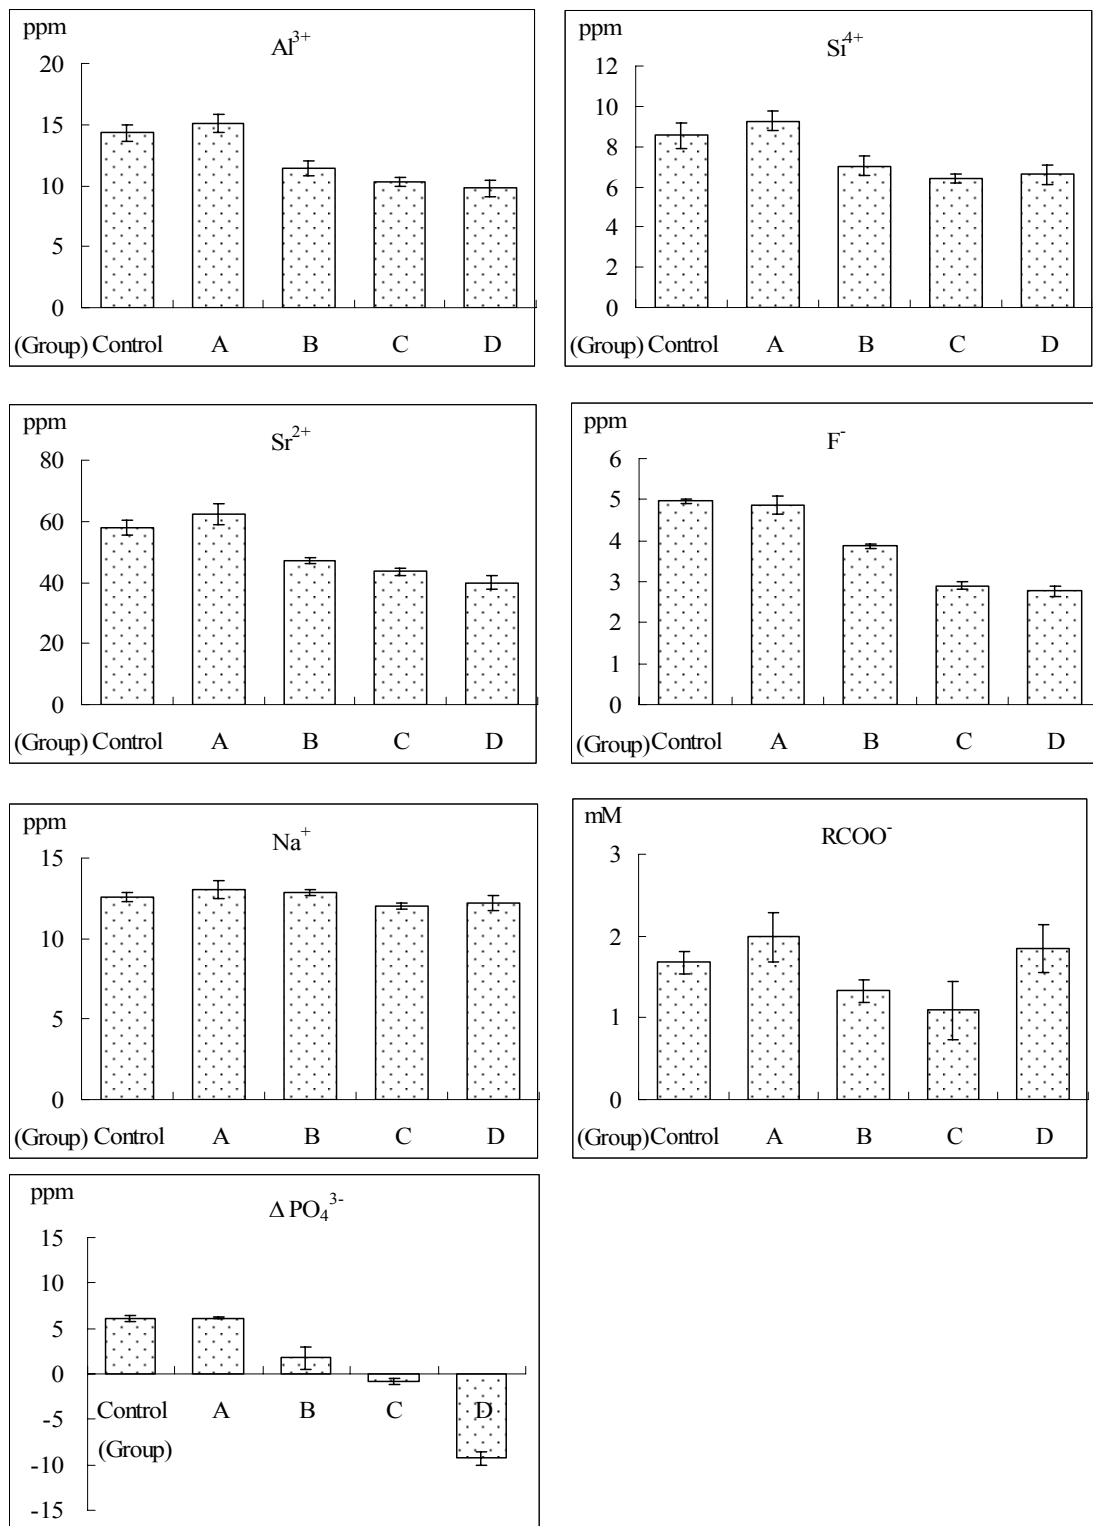 ppm
Al³⁺
20
15
10
5
0
(Group) Control A B C D
ppm
Si⁴⁺
12
10
8
6
4
2
0
(Group) Control A B C D
ppm
Sr²⁺
80
60
40
20
0
(Group) Control A B C D
ppm
F⁻
6
5
4
3
2
1
0
(Group) Control A B C D
ppm
Na⁺
15
10
5
0
(Group) Control A B C D
mM
RCOO⁻
3
2
1
0
(Group) Control A B C D
ppm
Δ PO₄³⁻
15
10
5
0
Control A B C D
-5
(Group)
-10
-15